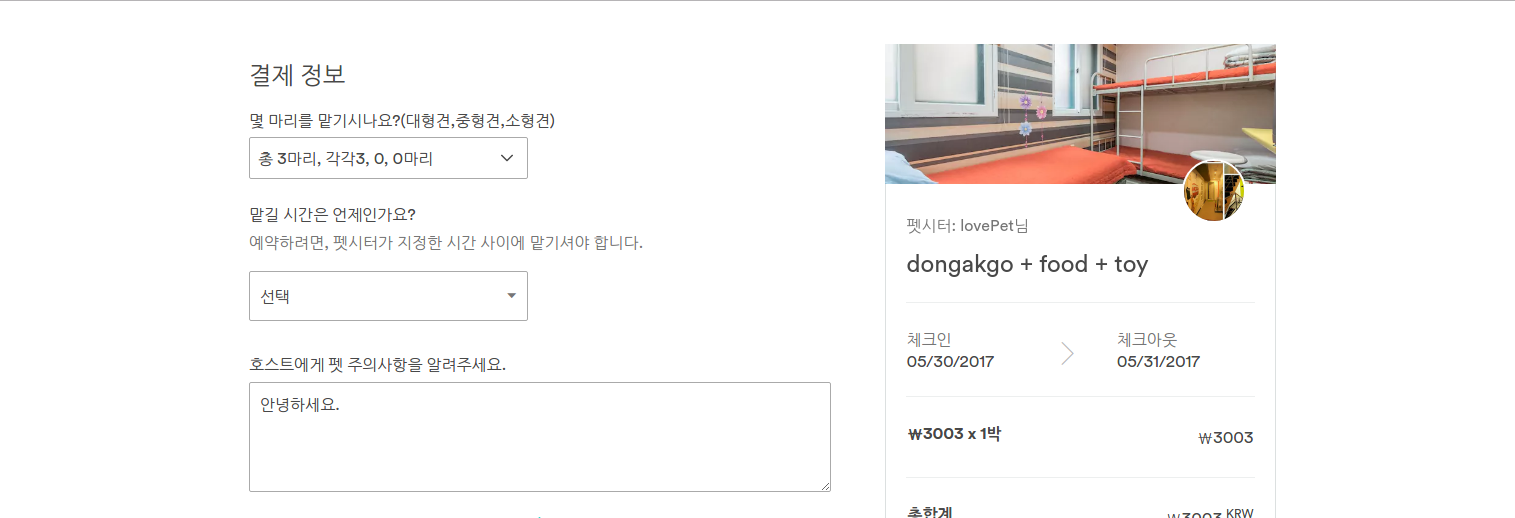 결제 정보
몇 마리를 맡기시나요?(대형견,중형견,소형견)
총 3마리, 각각3, 0, 0마리
맡길 시간은 언제인가요?
예약하려면, 펫시터가 지정한 시간 사이에 맡기셔야 합니다.
선택
호스트에게 펫 주의사항을 알려주세요.
안녕하세요.
펫시터: lovePet님
dongakgo + food + toy
체크인
체크아웃
05/30/2017
05/31/2017
₩3003 x 1박
₩3003
총합계
₩3003 KRW